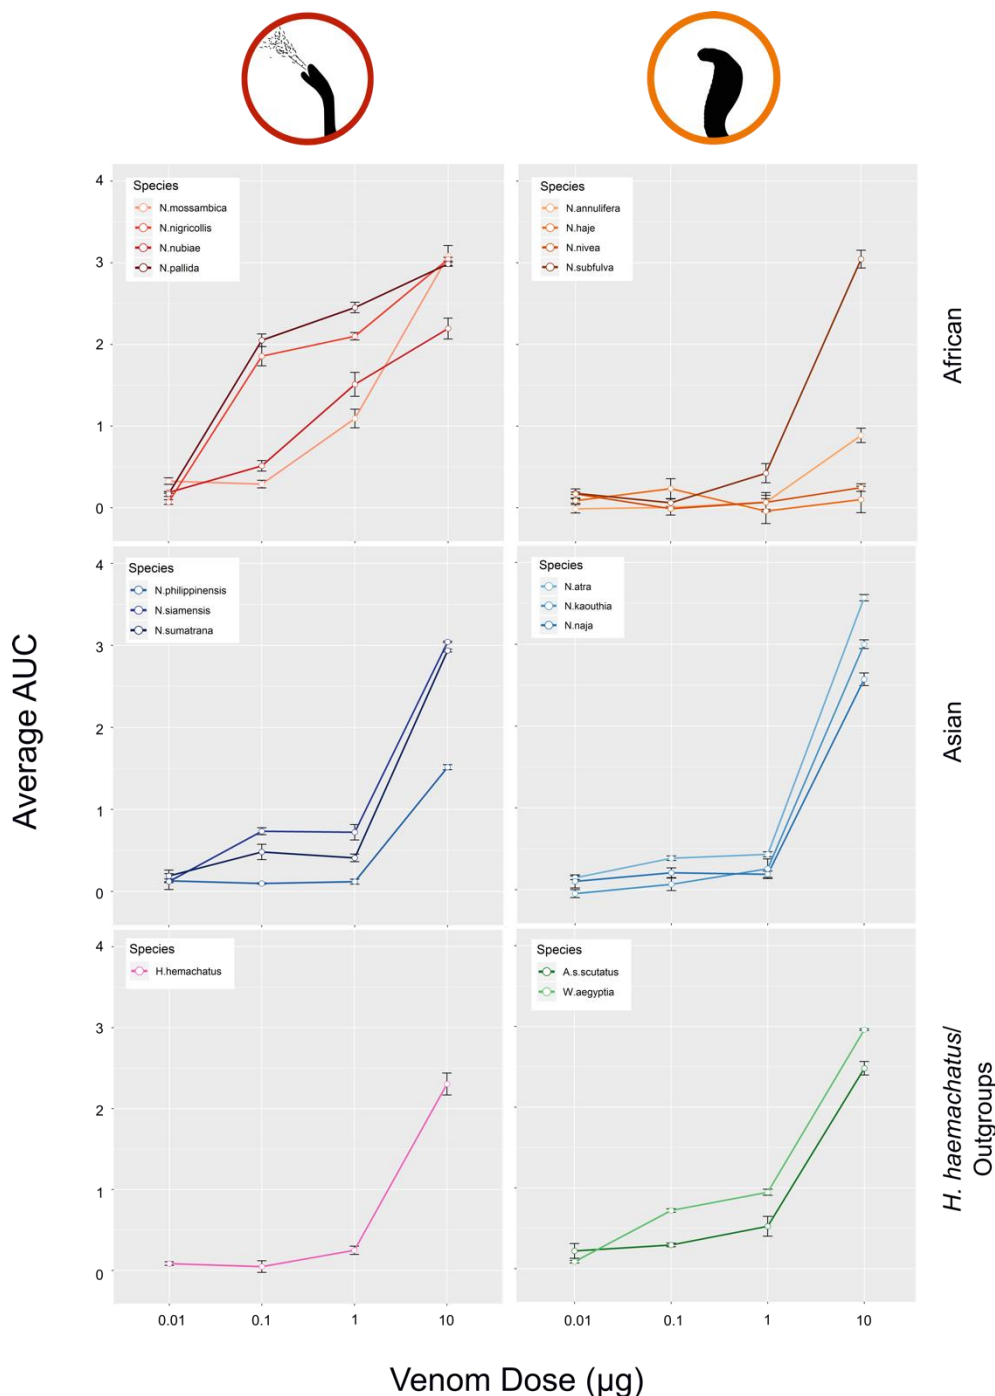 4
3
2
1
0
Species
N.mossambica
N.nigricollis
N.nubiae
N.pallida
Species
N.annulifera
N.haje
N.nivea
N.subfulva
African
4
3
2
1
0
Species
N.philippinensis
N.siamensis
N.sumatrana
Species
N.atra
N.kaouthia
N.naja
Asian
Average AUC
4
3
2
1
0
Species
H.hemachatus
Species
A.s.scutatus
W.aegyptia
H. haemachatus/
Outgroups
0.01 0.1 1 10
0.01 0.1 1 10
Venom Dose (µg)